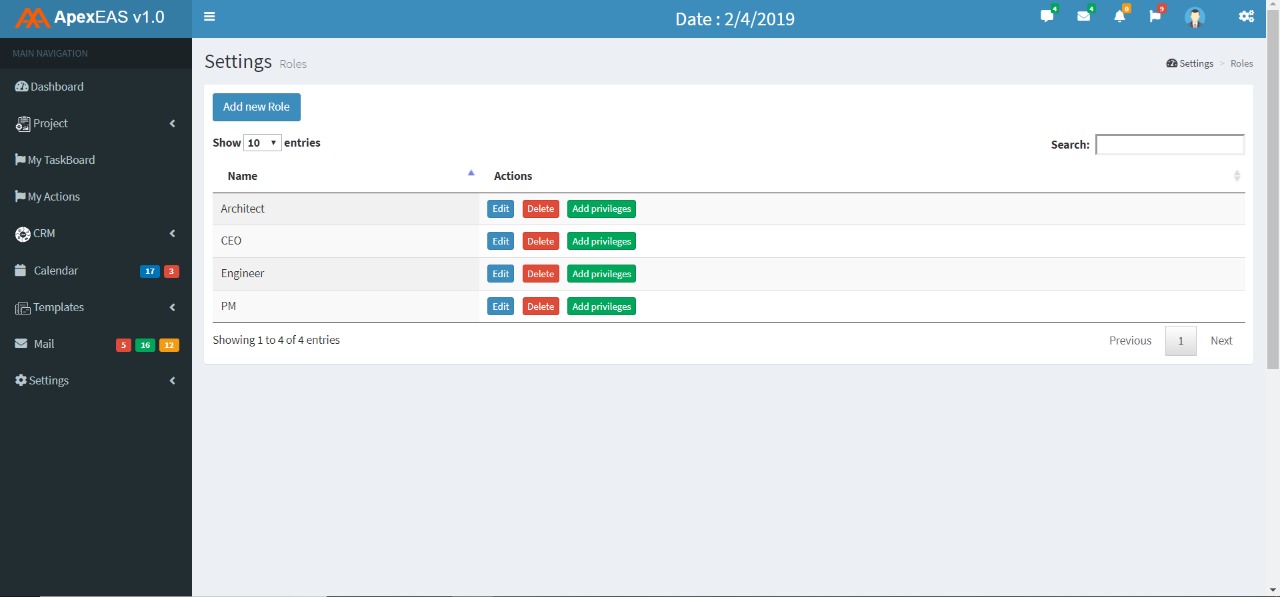 ApexEAS v1.0
Date : 2/4/2019
4
4
0
9
MAIN NAVIGATION
Dashboard
Project
My TaskBoard
My Actions
CRM
Calendar 17 3
Templates
Mail 5 16 12
Settings
Settings Roles
Settings > Roles
Add new Role
Show 10 entries
Search:
Name Actions
Architect Edit Delete Add privileges
CEO Edit Delete Add privileges
Engineer Edit Delete Add privileges
PM Edit Delete Add privileges
Showing 1 to 4 of 4 entries
Previous 1 Next